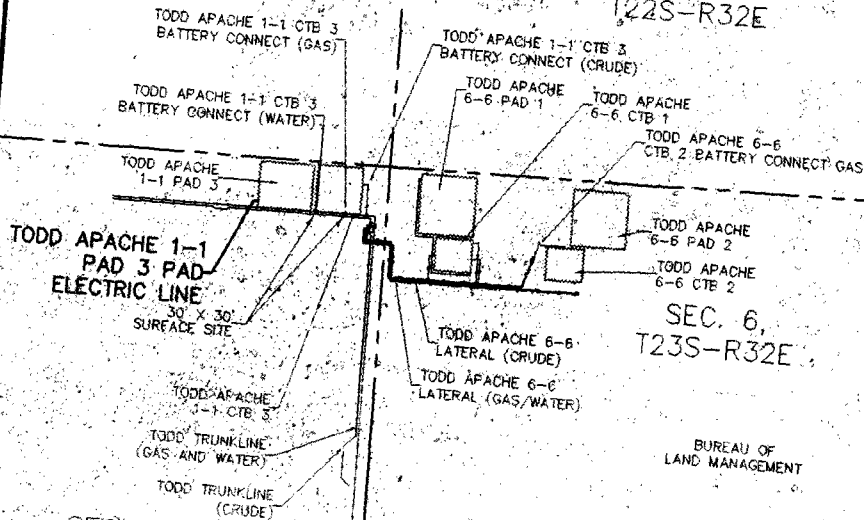 T22S-R32E
TODD APACHE 1-1 CTB 3
BATTERY CONNECT (GAS)
TODD APACHE 1-1 CTB 3
BATTERY CONNECT (CRUDE)
TODD APACHE 1-1 CTB 3
BATTERY CONNECT (WATER)
TODD APACHE
6-6 PAD 1
TODD APACHE
6-6 CTB 1
TODD APACHE 6-6
CTB 2 BATTERY CONNECT GAS
TODD APACHE
1-1 PAD 3
TODD APACHE 1-1
PAD 3 PAD
ELECTRIC LINE
30' X 30'
SURFACE SITE
TODD APACHE
6-6 PAD 2
TODD APACHE
6-6 CTB 2
SEC. 6,
T23S-R32E
TODD APACHE 6-6
LATERAL (CRUDE)
TODD APACHE 6-6
LATERAL (GAS/WATER)
TODD APACHE
1-1 CTB 3
TODD TRUNKLINE
(GAS AND WATER)
TODD TRUNKLINE
(CRUDE)
BUREAU OF
LAND MANAGEMENT